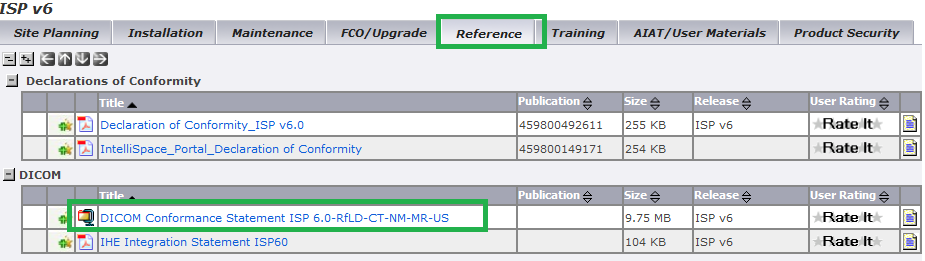 ISP v6
Site Planning Installation Maintenance FCO/Upgrade Reference Training AIAT/User Materials Product Security
Declarations of Conformity
Title Publication Size Release User Rating
Declaration of Conformity_ISP v6.0 459800492611 255 KB ISP v6 Rate It
IntelliSpace_Portal_Declaration of Conformity 459800149171 254 KB Rate It
DICOM
Title Publication Size Release User Rating
DICOM Conformance Statement ISP 6.0-RfLD-CT-NM-MR-US 9.75 MB ISP v6 Rate It
IHE Integration Statement ISP60 104 KB ISP v6 Rate It